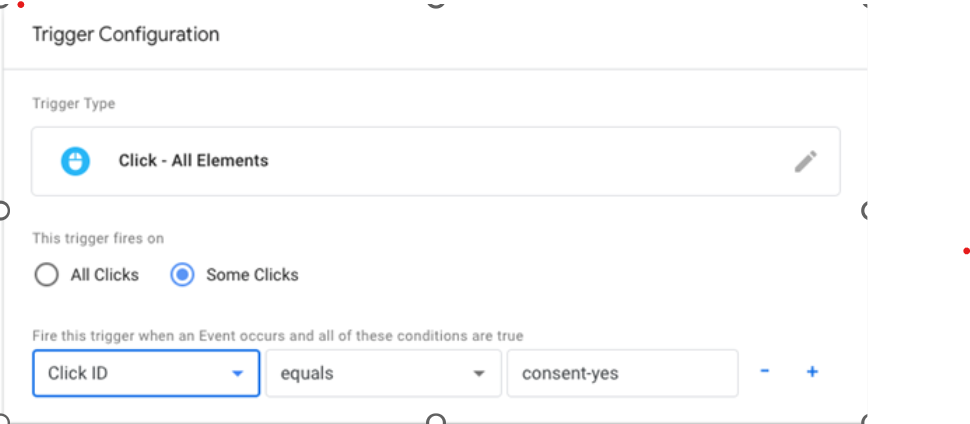 Trigger Configuration
Trigger Type
Click - All Elements
This trigger fires on
All Clicks Some Clicks
Fire this trigger when an Event occurs and all of these conditions are true
Click ID equals consent-yes - +